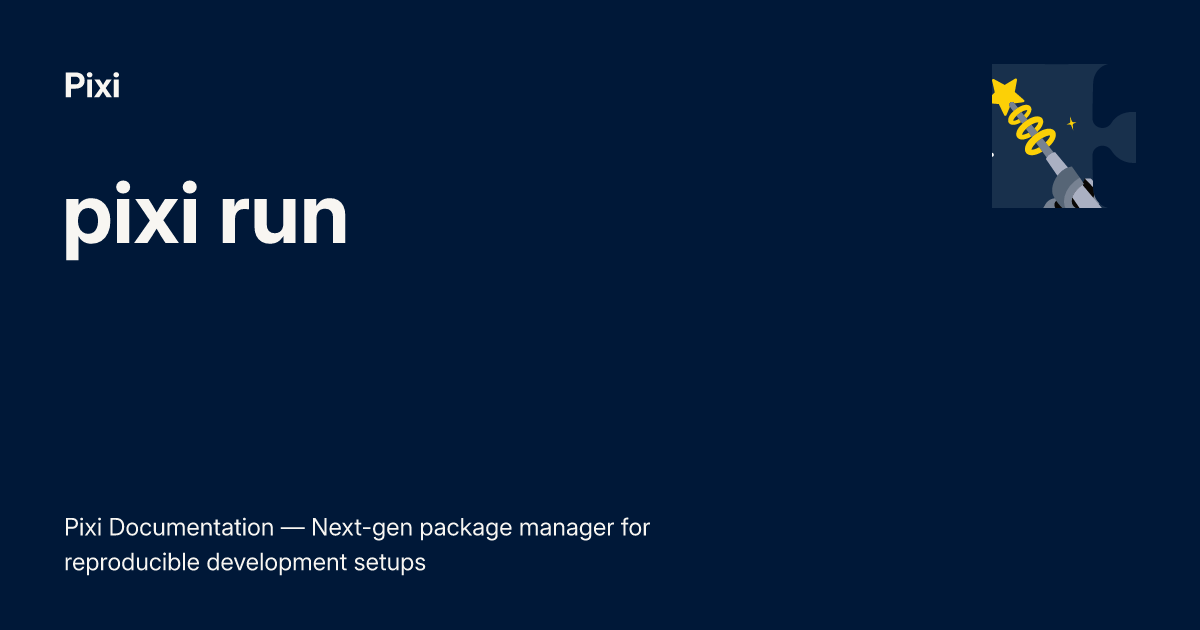 Pixi
pixi run
Pixi Documentation — Next-gen package manager for
reproducible development setups